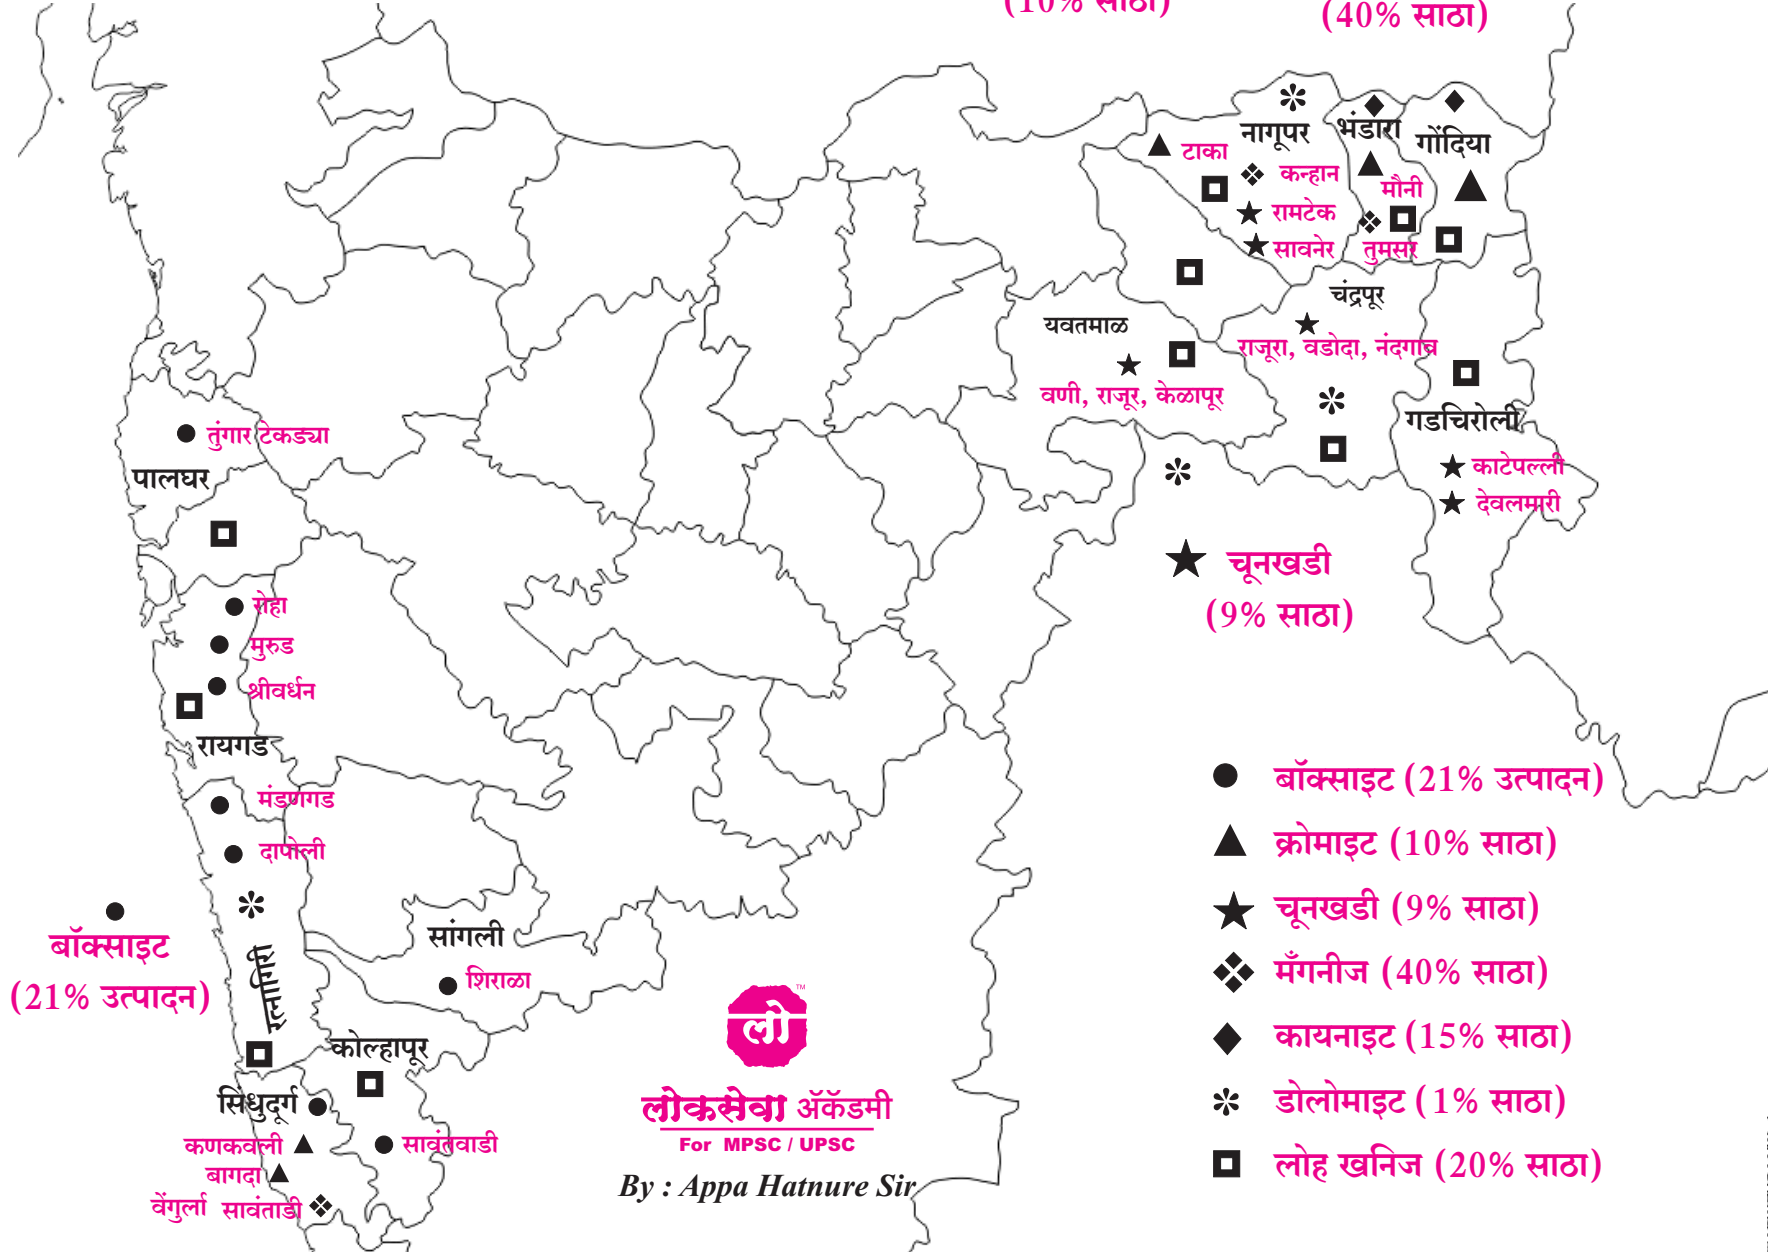 (10% साठा)
(40% साठा)
नागपूर
भंडारा
गोंदिया
टाका
कन्हान
मौनी
रामटेक
सावनेर
तुमसर
चंद्रपूर
यवतमाळ
राजूरा, वडोदा, नंदगाव
वणी, राजूर, केळापूर
गडचिरोली
तुंगार टेकड्या
पालघर
काटेपल्ली
देवलमारी
चूनखडी
(9% साठा)
रोहा
मुरुड
श्रीवर्धन
रायगड
मंडणगड
दापोली
बॉक्साइट
(21% उत्पादन)
रत्नागिरी
सांगली
शिराळा
कोल्हापूर
सिंधुदूर्ग
कणकवली
सावंतवाडी
बागदा
वेंगुर्ला सावंताडी
लो
TM
लोकसेवा ॲकॅडमी
For MPSC / UPSC
By : Appa Hatnure Sir
बॉक्साइट (21% उत्पादन)
क्रोमाइट (10% साठा)
चूनखडी (9% साठा)
मँगनीज (40% साठा)
कायनाइट (15% साठा)
डोलोमाइट (1% साठा)
लोह खनिज (20% साठा)